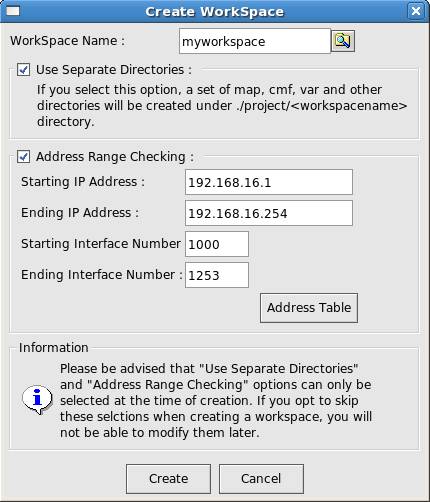 Create WorkSpace
WorkSpace Name :
myworkspace
Use Separate Directories :
If you select this option, a set of map, cmf, var and other
directories will be created under ./project/<workspacename>
directory.
Address Range Checking :
Starting IP Address :
192.168.16.1
Ending IP Address :
192.168.16.254
Starting Interface Number
1000
Ending Interface Number :
1253
Address Table
Information
Please be advised that "Use Separate Directories"
and "Address Range Checking" options can only be
selected at the time of creation. If you opt to skip
these selctions when creating a workspace, you will
not be able to modify them later.
Create
Cancel